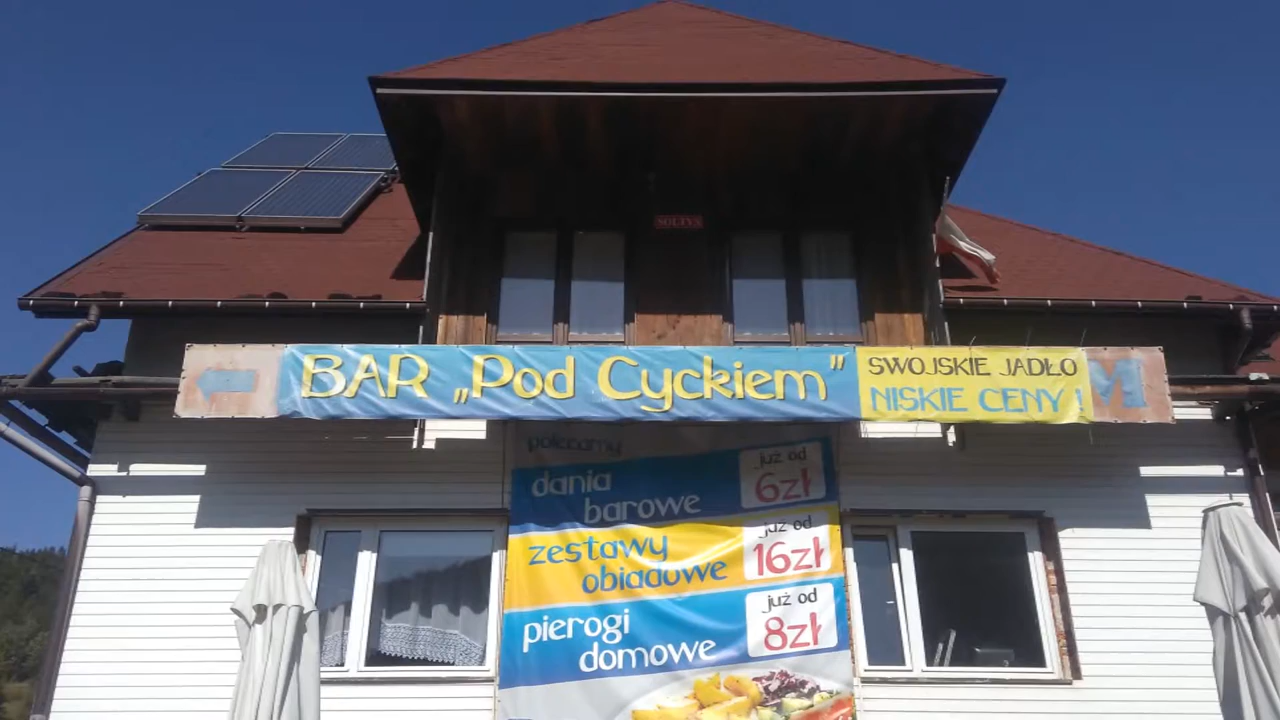 SOŁTYS
BAR „Pod Cyckiem”
SWOJSKIE JADŁO
NISKIE CENY !
polecamy
dania
barowe
już od
6zł
zestawy
obiadowe
już od
16zł
pierogi
domowe
już od
8zł